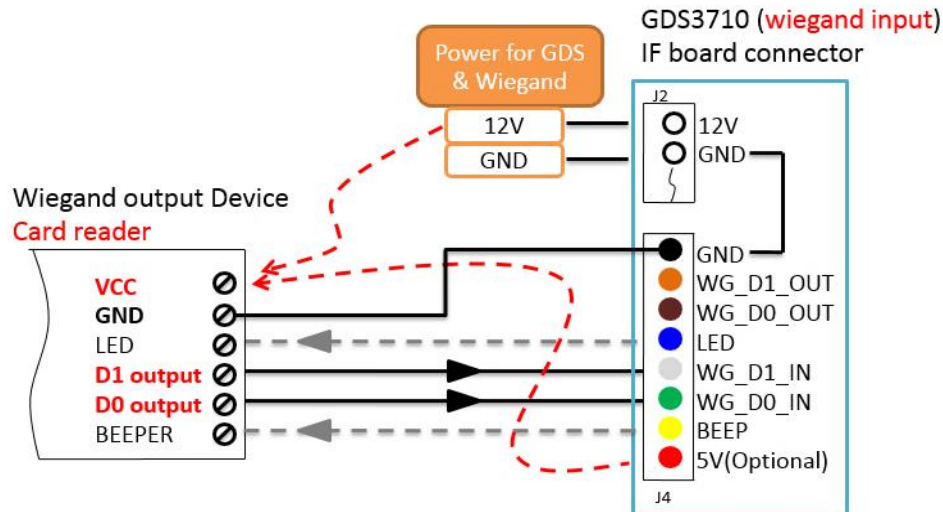 GDS3710 (wiegand input)
IF board connector
Power for GDS
& Wiegand
12V
GND
J2
12V
GND
Wiegand output Device
Card reader
VCC
GND
LED
D1 output
D0 output
BEEPER
GND
WG_D1_OUT
WG_D0_OUT
LED
WG_D1_IN
WG_D0_IN
BEEP
5V(Optional)
J4